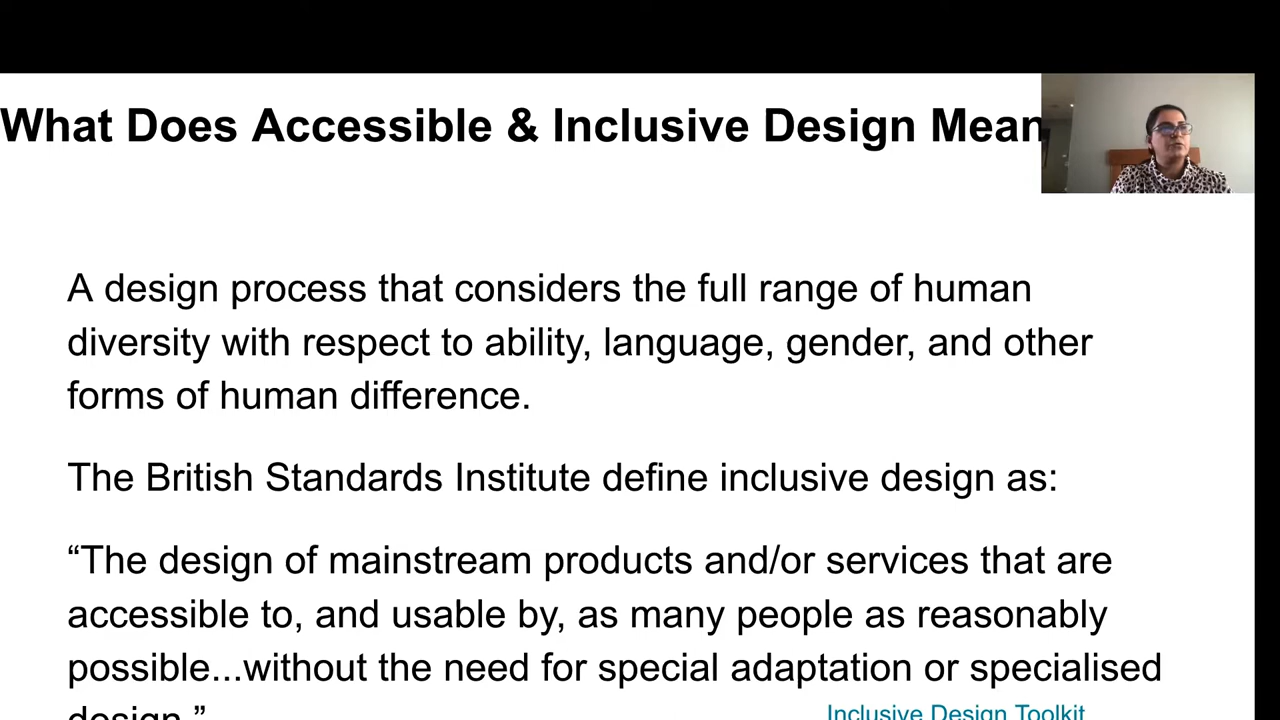 What Does Accessible & Inclusive Design Mean
A design process that considers the full range of human
diversity with respect to ability, language, gender, and other
forms of human difference.
The British Standards Institute define inclusive design as:
“The design of mainstream products and/or services that are
accessible to, and usable by, as many people as reasonably
possible...without the need for special adaptation or specialised
design.”
Inclusive Design Toolkit